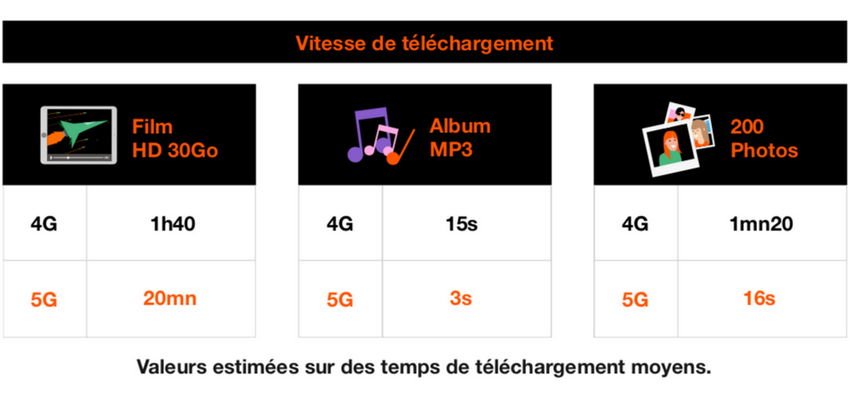 Vitesse de téléchargement
Film
HD 30Go
4G 1h40
5G 20mn
Album
MP3
4G 15s
5G 3s
200
Photos
4G 1mn20
5G 16s
Valeurs estimées sur des temps de téléchargement moyens.